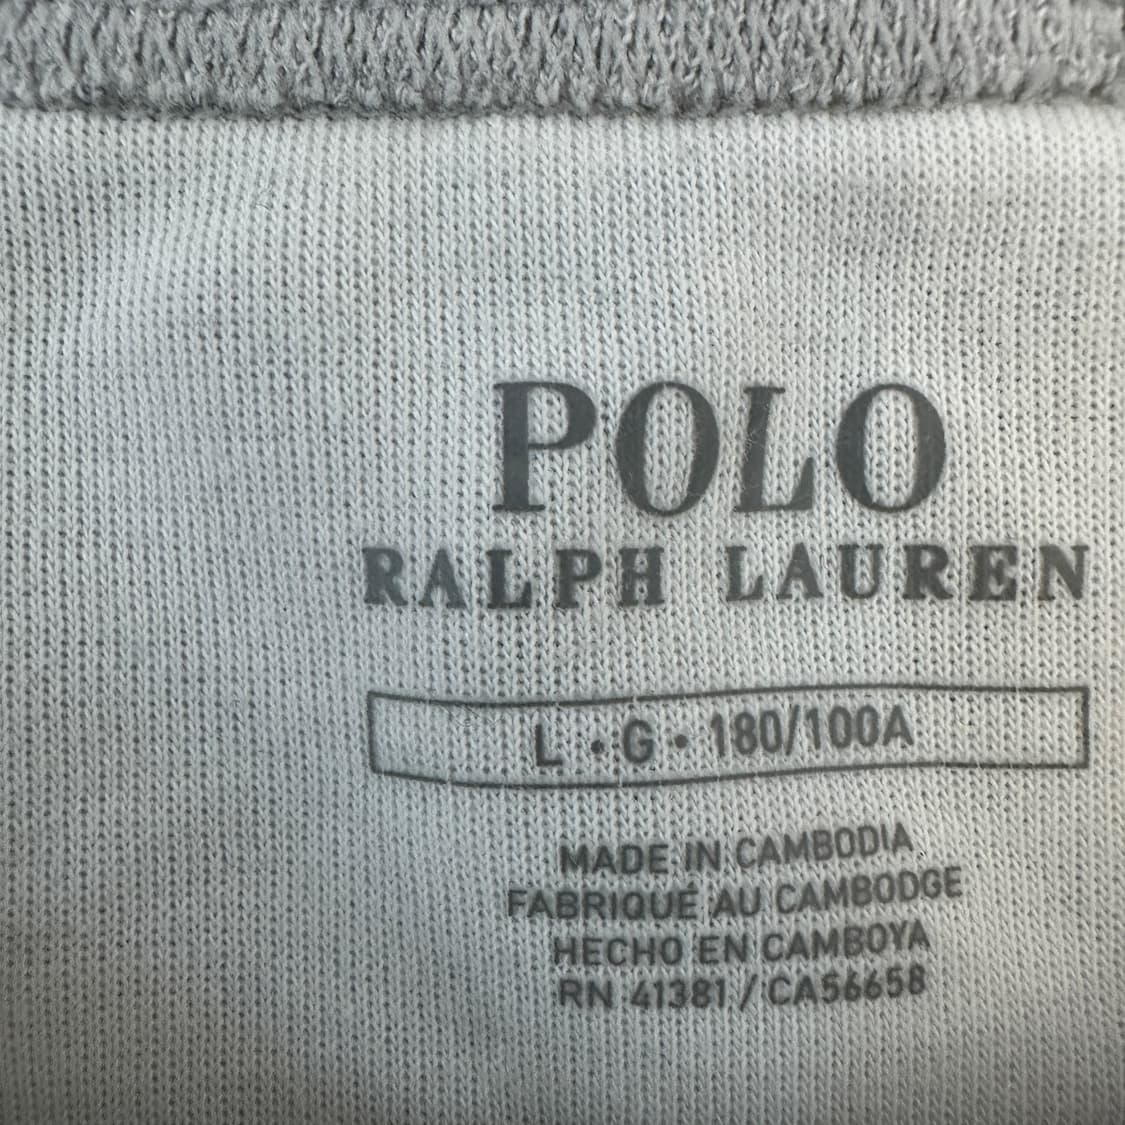 POLO
RALPH LAUREN
L • G • 180/100A
MADE IN CAMBODIA
FABRIQUÉ AU CAMBODGE
HECHO EN CAMBOYA
RN 41381 / CA56658